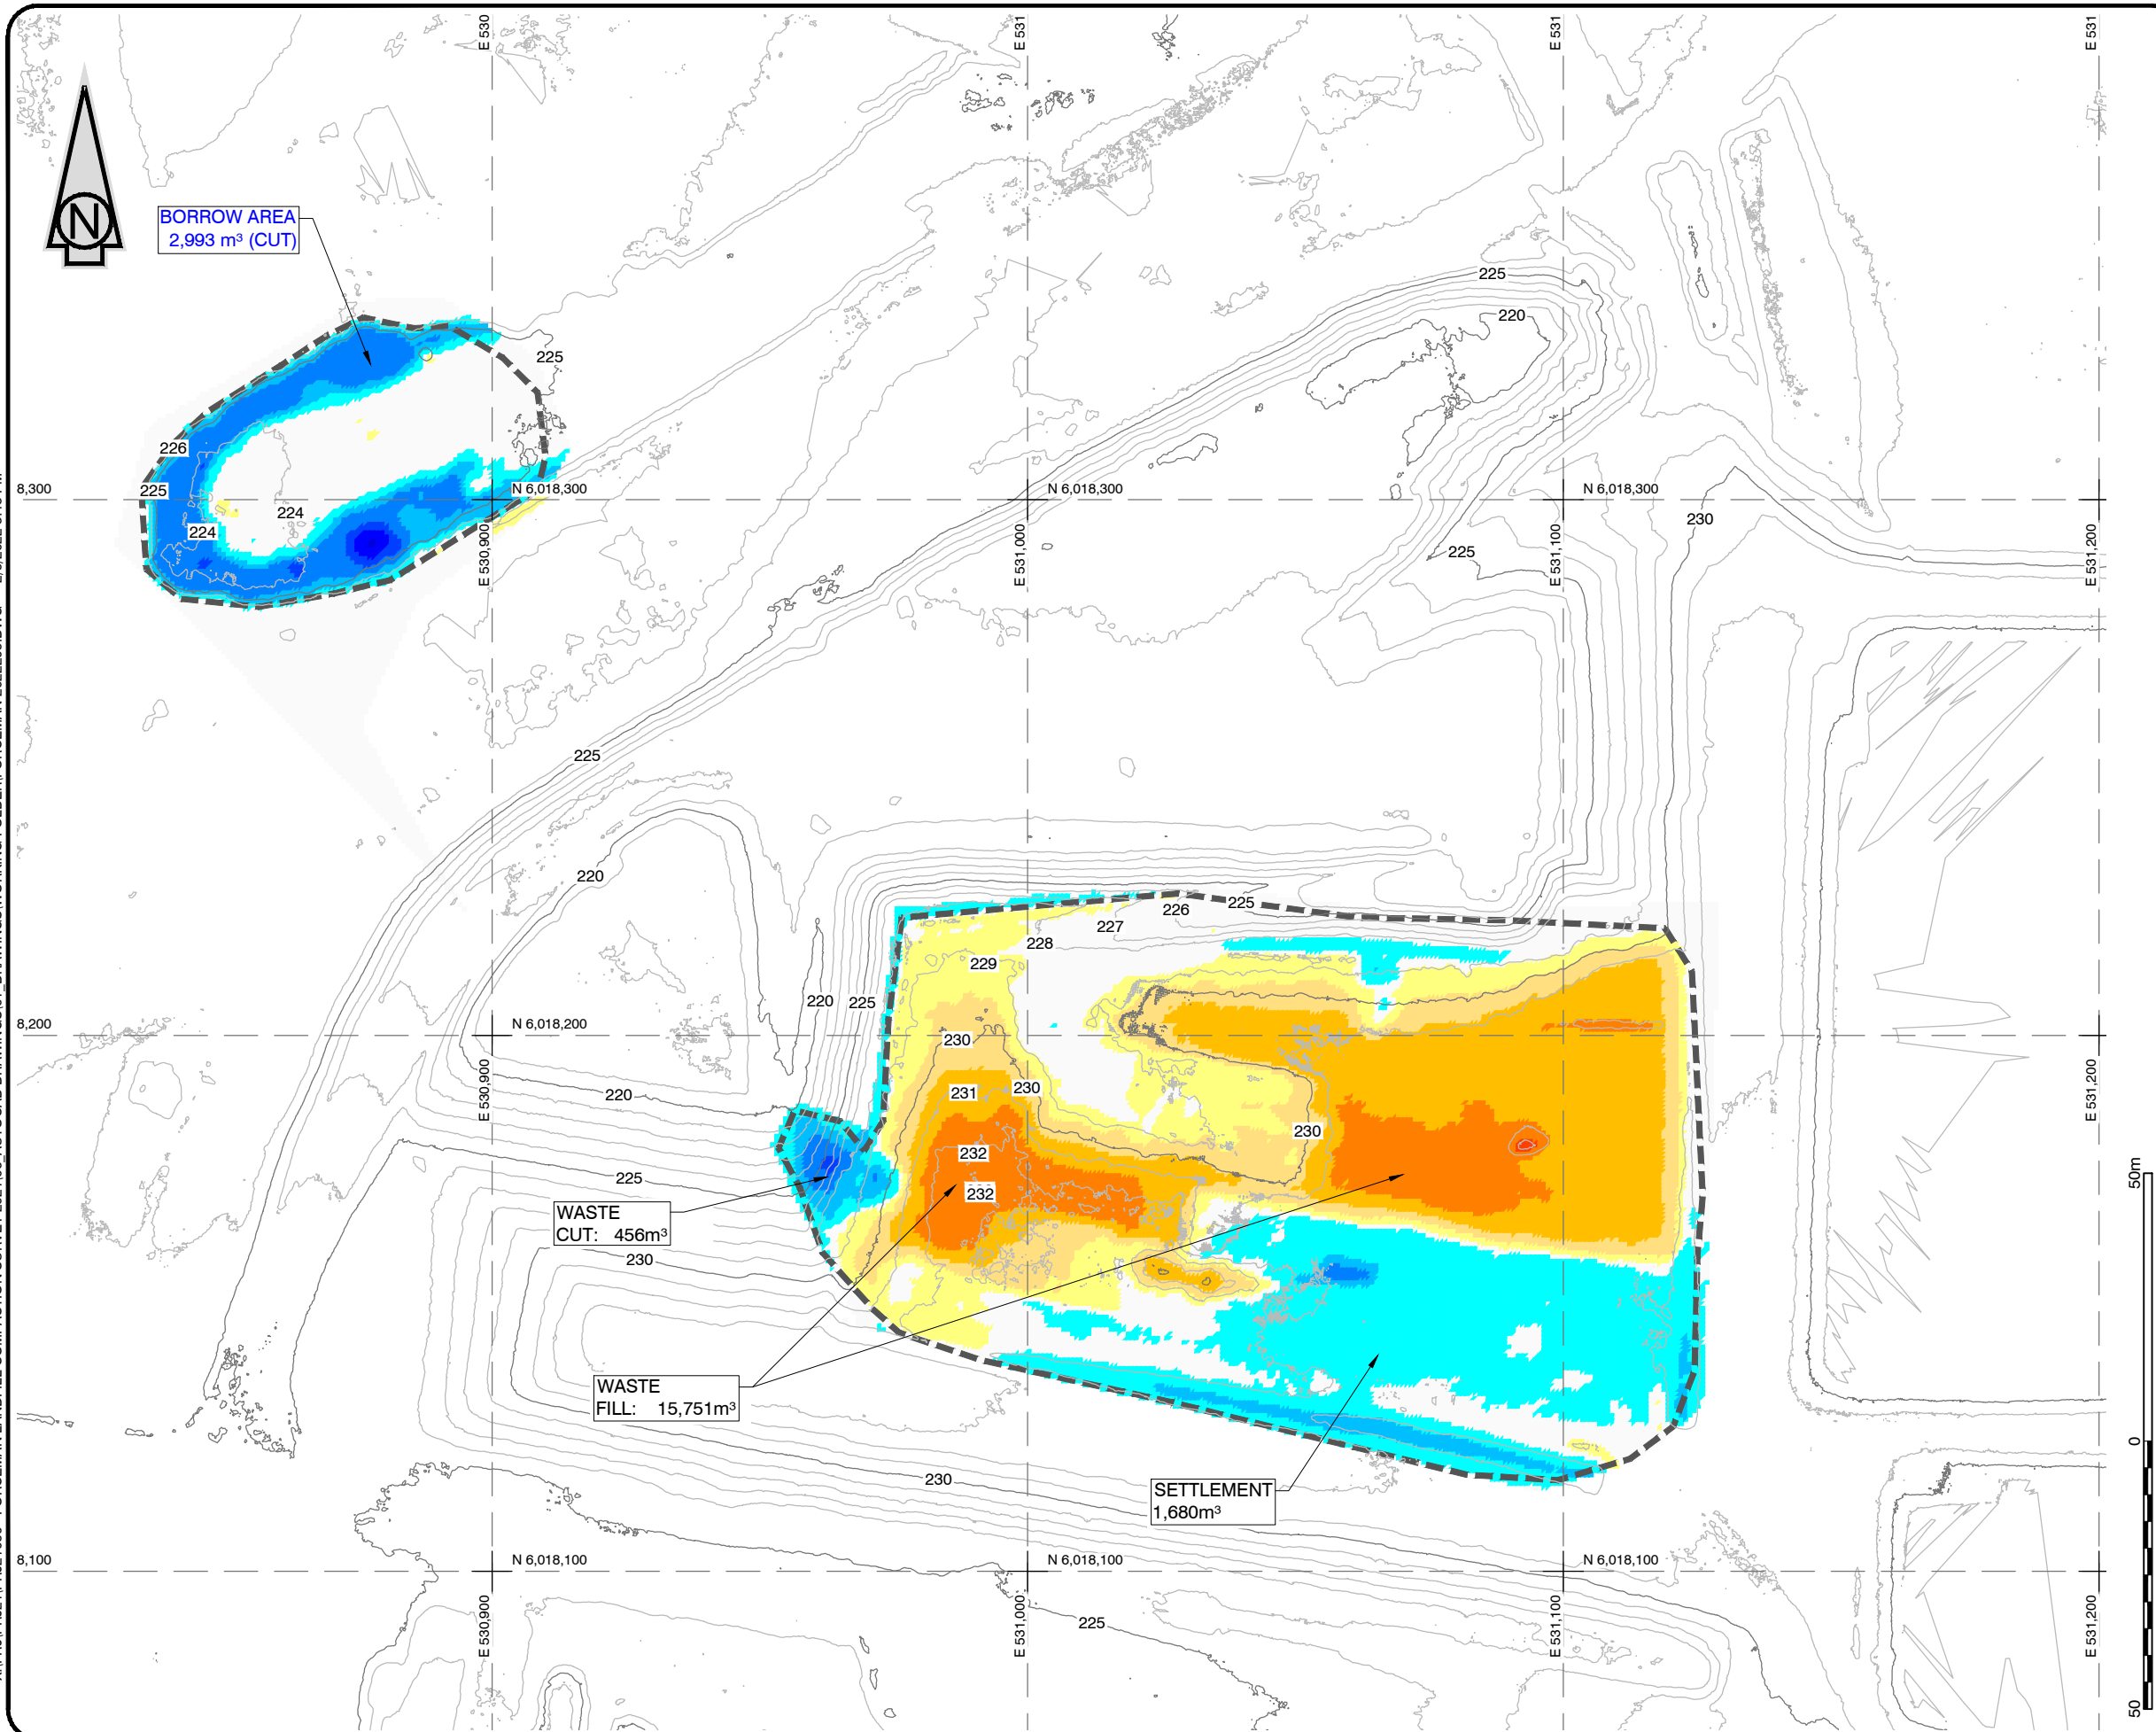 E 530
E 531
E 531
E 531
N
BORROW AREA
2,993 m³ (CUT)
225
220
225
226
225
224
224
8,300
N 6,018,300
N 6,018,300
N 6,018,300
230
225
E 530,900
E 531,000
E 531,100
E 531,200
225
220
226
225
227
228
229
220
225
8,200
N 6,018,200
N 6,018,200
230
220
231
230
E 530,900
E 531,200
230
232
232
225
50m
WASTE
CUT: 456m³
230
WASTE
FILL: 15,751m³
0
230
SETTLEMENT
1,680m³
8,100
N 6,018,100
N 6,018,100
N 6,018,100
E 530,900
E 531,000
E 531,100
E 531,200
225
50